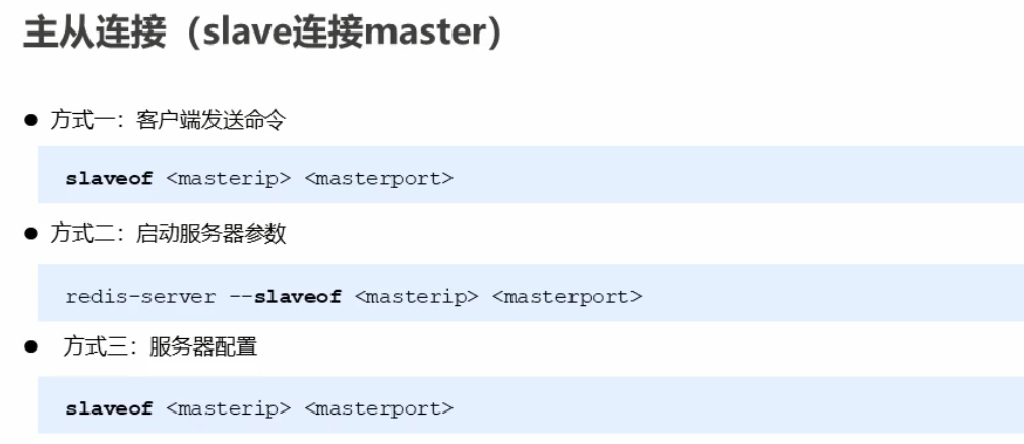 主从连接（slave连接master）
● 方式一：客户端发送命令
slaveof <masterip> <masterport>
● 方式二：启动服务器参数
redis-server --slaveof <masterip> <masterport>
● 方式三：服务器配置
slaveof <masterip> <masterport>